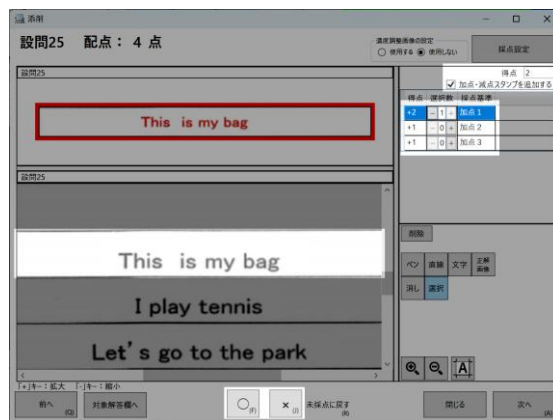 添削
設問25 配点： 4 点
濃度調整画像の設定
使用する 使用しない
採点設定
設問25
This is my bag
得点 2
加点・減点スタンプを追加する
得点 選択数 採点基準
+2 - 1 + 加点 1
+1 - 0 + 加点 2
+1 - 0 + 加点 3
設問25
This is my bag
I play tennis
Let's go to the park
削除
ペン 直線 文字 正解画像
消し 選択
A
「+」キー：拡大 「-」キー：縮小
前へ (Q)
対象解答欄へ
○ (F)
× (J)
未採点に戻す (R)
閉じる
次へ (A)